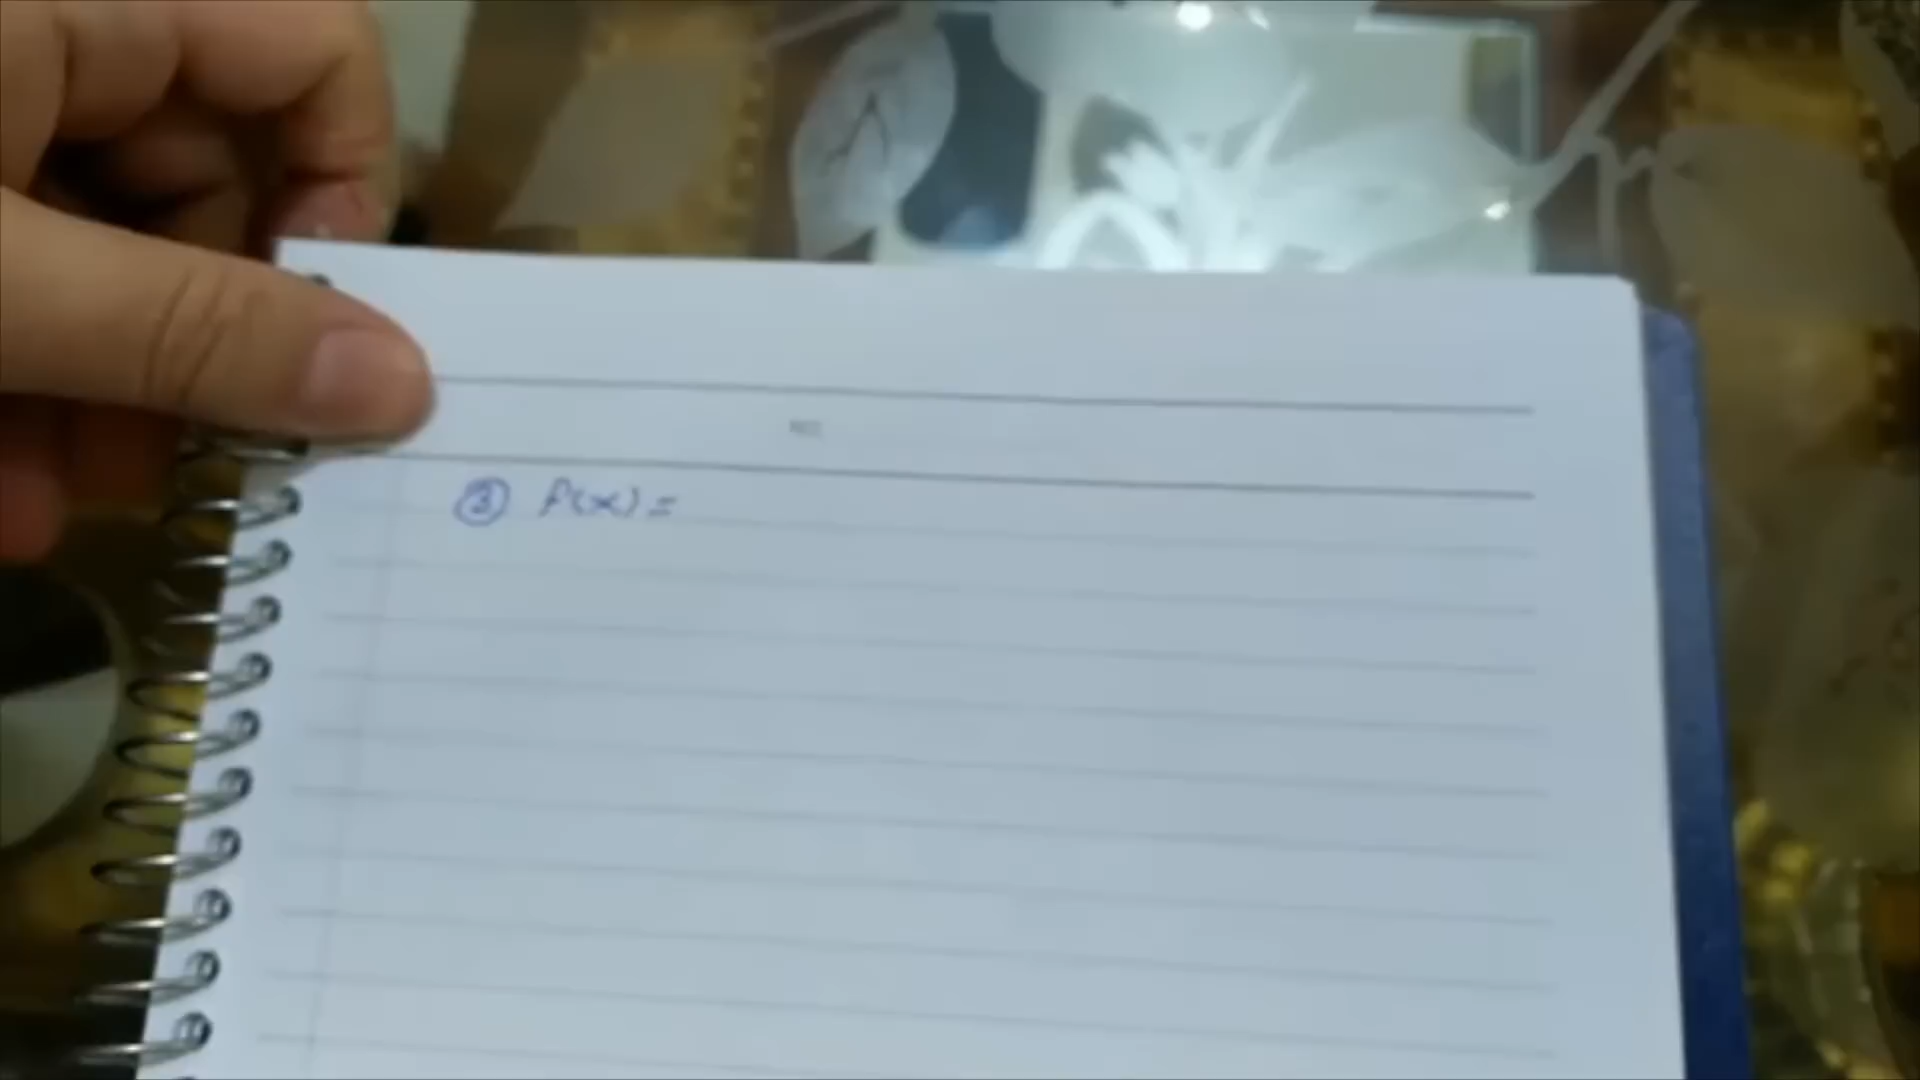 ③ f(x) =